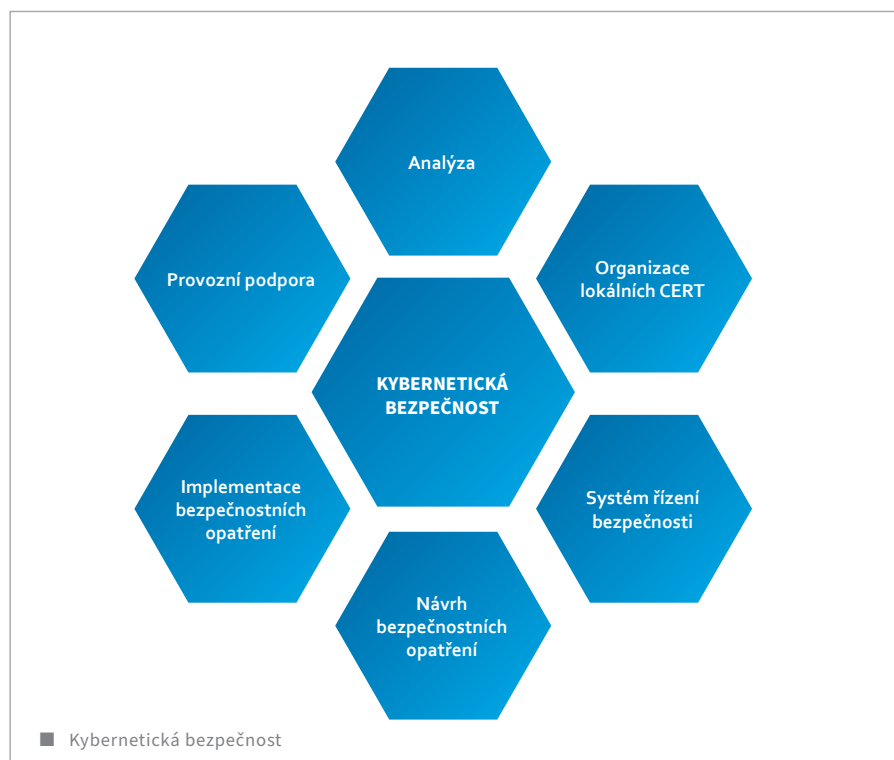 Analýza
Provozní podpora
Organizace
lokálních CERT
KYBERNETICKÁ
BEZPEČNOST
Implementace
bezpečnostních
opatření
Systém řízení
bezpečnosti
Návrh
bezpečnostních
opatření
Kybernetická bezpečnost